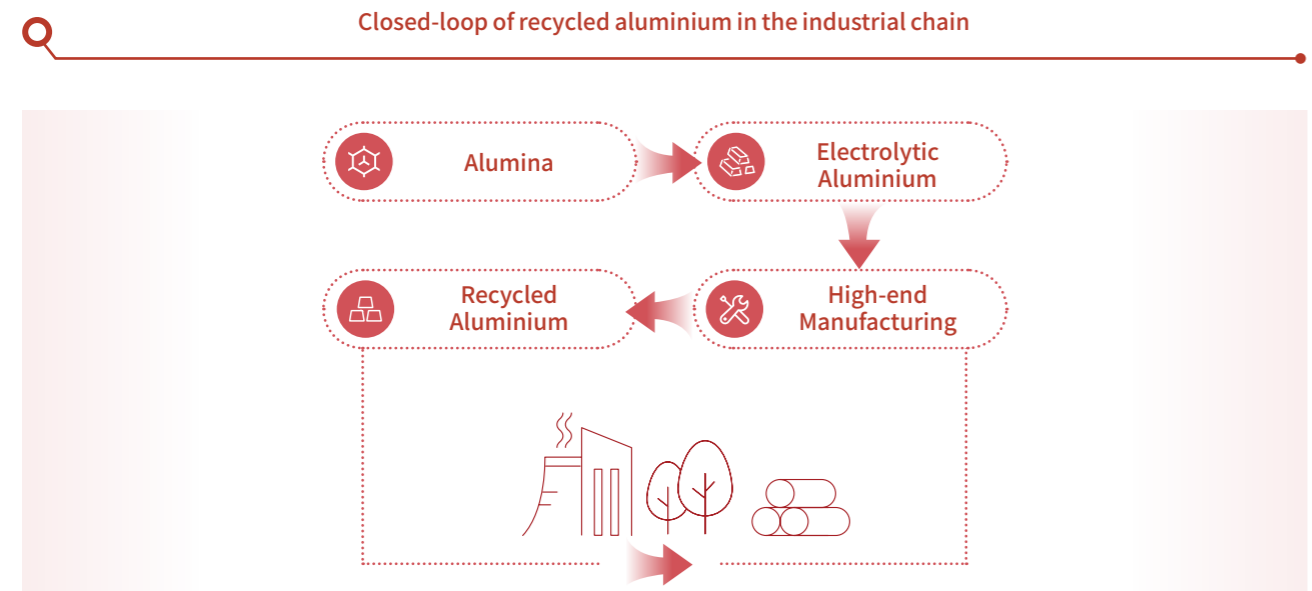 Closed-loop of recycled aluminium in the industrial chain
Alumina
Electrolytic
Aluminium
Recycled
Aluminium
High-end
Manufacturing